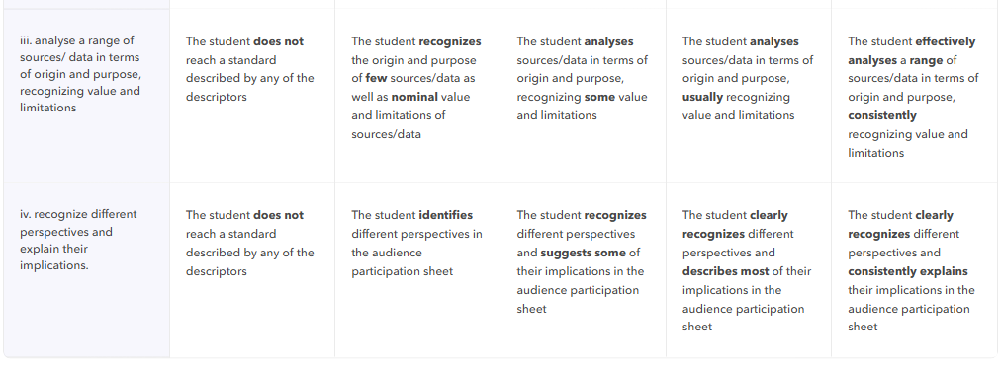 iii. analyse a range of
sources/ data in terms
of origin and purpose,
recognizing value and
limitations
The student does not
reach a standard
described by any of the
descriptors
The student recognizes
the origin and purpose
of few sources/data as
well as nominal value
and limitations of
sources/data
The student analyses
sources/data in terms of
origin and purpose,
recognizing some value
and limitations
The student analyses
sources/data in terms of
origin and purpose,
usually recognizing
value and limitations
The student effectively
analyses a range of
sources/data in terms of
origin and purpose,
consistently
recognizing value and
limitations
iv. recognize different
perspectives and
explain their
implications.
The student does not
reach a standard
described by any of the
descriptors
The student identifies
different perspectives in
the audience
participation sheet
The student recognizes
different perspectives
and suggests some of
their implications in the
audience participation
sheet
The student clearly
recognizes different
perspectives and
describes most of their
implications in the
audience participation
sheet
The student clearly
recognizes different
perspectives and
consistently explains
their implications in the
audience participation
sheet